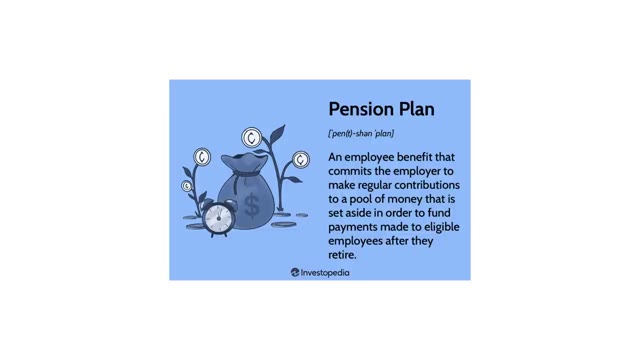 Pension Plan
[ˈpen(t)-shən ˈplan]
An employee benefit that
commits the employer to
make regular contributions
to a pool of money that is
set aside in order to fund
payments made to eligible
employees after they
retire.
$
Investopedia